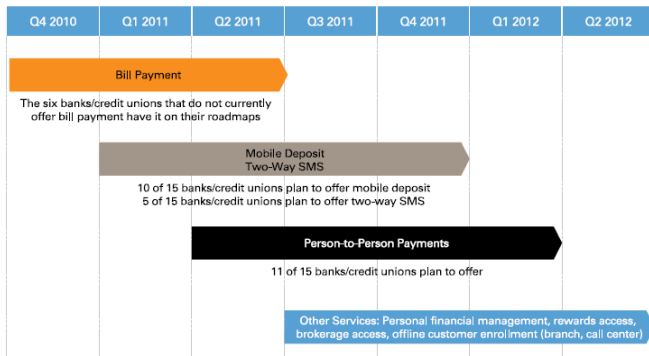 Q4 2010 Q1 2011 Q2 2011 Q3 2011 Q4 2011 Q1 2012 Q2 2012
Bill Payment
The six banks/credit unions that do not currently
offer bill payment have it on their roadmaps
Mobile Deposit
Two-Way SMS
10 of 15 banks/credit unions plan to offer mobile deposit
5 of 15 banks/credit unions plan to offer two-way SMS
Person-to-Person Payments
11 of 15 banks/credit unions plan to offer
Other Services: Personal financial management, rewards access,
brokerage access, offline customer enrollment (branch, call center)